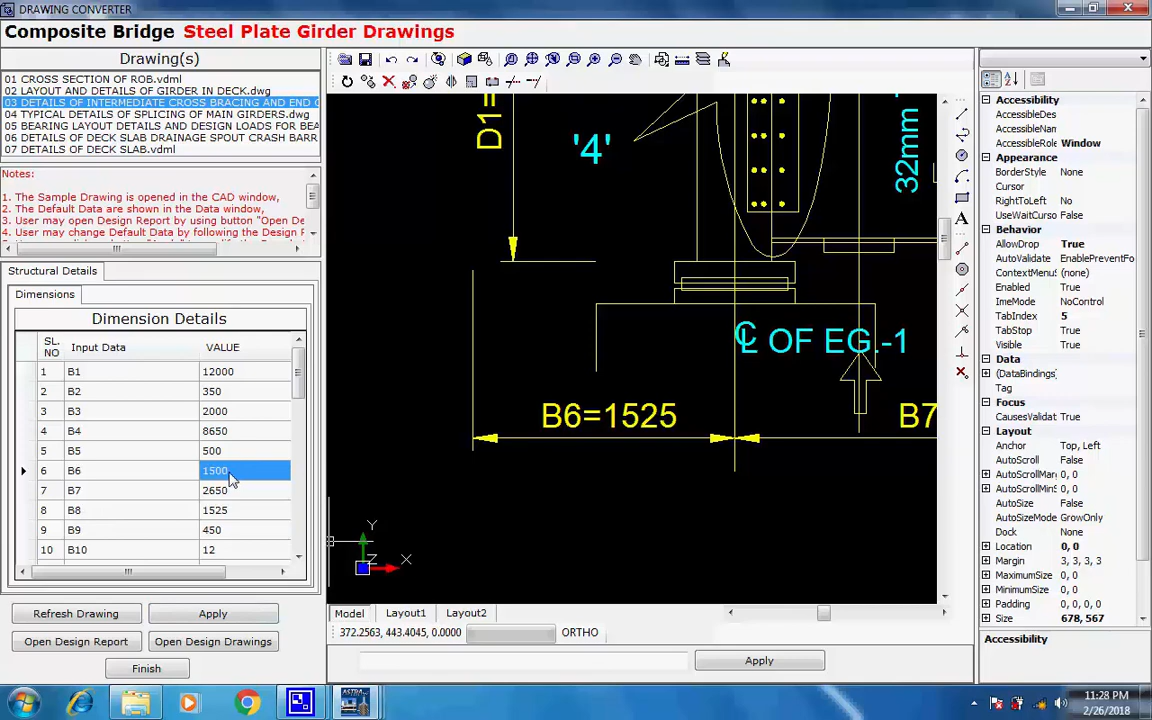 DRAWING CONVERTER
Composite Bridge Steel Plate Girder Drawings
Drawing(s)
01 CROSS SECTION OF ROB.vdml
02 LAYOUT AND DETAILS OF GIRDER IN DECK.dwg
03 DETAILS OF INTERMEDIATE CROSS BRACING AND END C
04 TYPICAL DETAILS OF SPLICING OF MAIN GIRDERS.dwg
05 BEARING LAYOUT DETAILS AND DESIGN LOADS FOR BEA
06 DETAILS OF DECK SLAB DRAINAGE SPOUT CRASH BARR
07 DETAILS OF DECK SLAB.vdml
Notes:
1. The Sample Drawing is opened in the CAD window,
2. The Default Data are shown in the Data window,
3. User may open Design Report by using button "Open De
4. User may change Default Data by following the Design
Structural Details
Dimensions
Dimension Details
SL. NO Input Data VALUE
1 B1 12000
2 B2 350
3 B3 2000
4 B4 8650
5 B5 500
6 B6 1500
7 B7 2650
8 B8 1525
9 B9 450
10 B10 12
Refresh Drawing Apply
Open Design Report Open Design Drawings
Finish
D1=
'4'
32mm
℄ OF EG.-1
B6=1525
B7
Y
Z X
Model Layout1 Layout2
372.2563, 443.4045, 0.0000 ORTHO
Apply
Accessibility
AccessibleDes
AccessibleNam
AccessibleRole Window
Appearance
BorderStyle None
Cursor
RightToLeft No
UseWaitCursor False
Behavior
AllowDrop True
AutoValidate EnablePreventFo
ContextMenuS (none)
Enabled True
ImeMode NoControl
TabIndex 5
TabStop True
Visible True
Data
(DataBindings)
Tag
Focus
CausesValidat True
Layout
Anchor Top, Left
AutoScroll False
AutoScrollMar 0, 0
AutoScrollMin 0, 0
AutoSize False
AutoSizeMode GrowOnly
Dock None
Location 0, 0
Margin 3, 3, 3, 3
MaximumSize 0, 0
MinimumSize 0, 0
Padding 0, 0, 0, 0
Size 678, 567
Accessibility
ASTRA
11:28 PM
2/26/2018